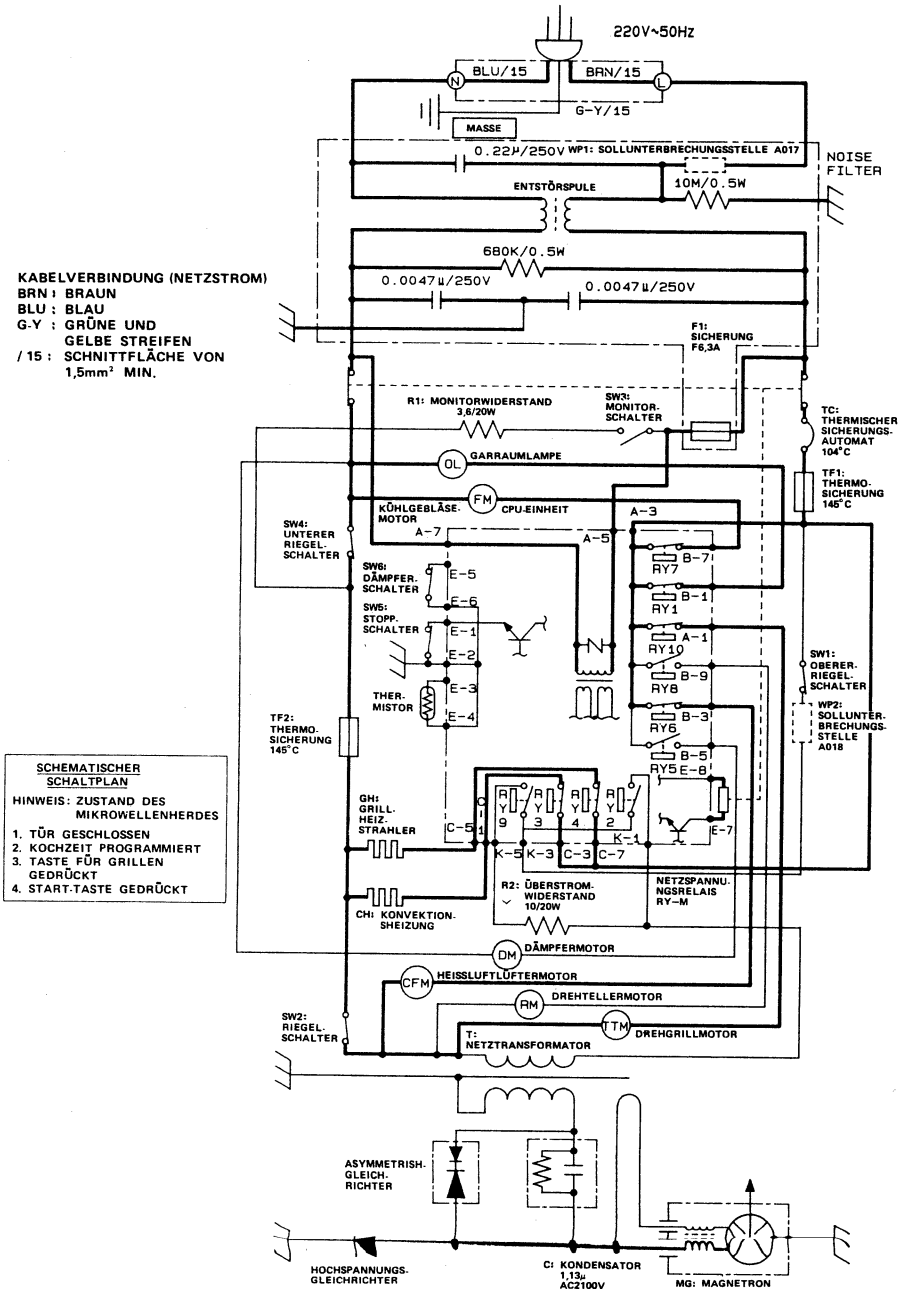 220V~50Hz
N
BLU/15
BRN/15
L
G-Y/15
MASSE
0.22μ/250V
WP1: SOLLUNTERBRECHUNGSSTELLE A017
NOISE
FILTER
10M/0.5W
ENTSTÖRSPULE
680K/0.5W
0.0047μ/250V
0.0047μ/250V
KABELVERBINDUNG (NETZSTROM)
BRN : BRAUN
BLU : BLAU
G-Y : GRÜNE UND
GELBE STREIFEN
/ 15 : SCHNITTFLÄCHE VON
1,5mm² MIN.
F1:
SICHERUNG
F6,3A
R1: MONITORWIDERSTAND
3,6/20W
SW3:
MONITOR-
SCHALTER
TC:
THERMISCHER
SICHERUNGS-
AUTOMAT
104°C
OL
GARRAUMLAMPE
TF1:
THERMO-
SICHERUNG
145°C
FM
KÜHLGEBLÄSE-
MOTOR
CPU-EINHEIT
A-3
A-7
A-5
SW4:
UNTERER
RIEGEL-
SCHALTER
SW6:
DÄMPFER-
SCHALTER
E-5
E-6
SW5:
STOPP-
SCHALTER
E-1
E-2
E-3
THER-
MISTOR
E-4
B-7
RY7
B-1
RY1
A-1
RY10
B-9
RY8
B-3
RY6
B-5
RY5
E-8
SW1:
OBERER-
RIEGEL-
SCHALTER
WP2:
SOLLUNTER-
BRECHUNGS-
STELLE
A018
TF2:
THERMO-
SICHERUNG
145°C
SCHEMATISCHER
SCHALTPLAN
HINWEIS: ZUSTAND DES
MIKROWELLENHERDES
1. TÜR GESCHLOSSEN
2. KOCHZEIT PROGRAMMIERT
3. TASTE FÜR GRILLEN
GEDRÜCKT
4. START-TASTE GEDRÜCKT
GH:
GRILL-
HEIZ-
STRAHLER
C-5
C
1
R
Y
9
R
Y
3
R
Y
4
R
Y
2
K-1
E-7
K-5
K-3
C-3
C-7
R2: ÜBERSTROM-
WIDERSTAND
10/20W
NETZSPANNU-
NGSRELAIS
RY-M
CH: KONVEKTION-
SHEIZUNG
DM
DÄMPFERMOTOR
CFM
HEISSLUFTLÜFTERMOTOR
RM
DREHTELLERMOTOR
SW2:
RIEGEL-
SCHALTER
TTM
DREHGRILLMOTOR
T:
NETZTRANSFORMATOR
ASYMMETRISH-
GLEICH-
RICHTER
HOCHSPANNUNGS-
GLEICHRICHTER
C: KONDENSATOR
1,13μ
AC2100V
MG: MAGNETRON